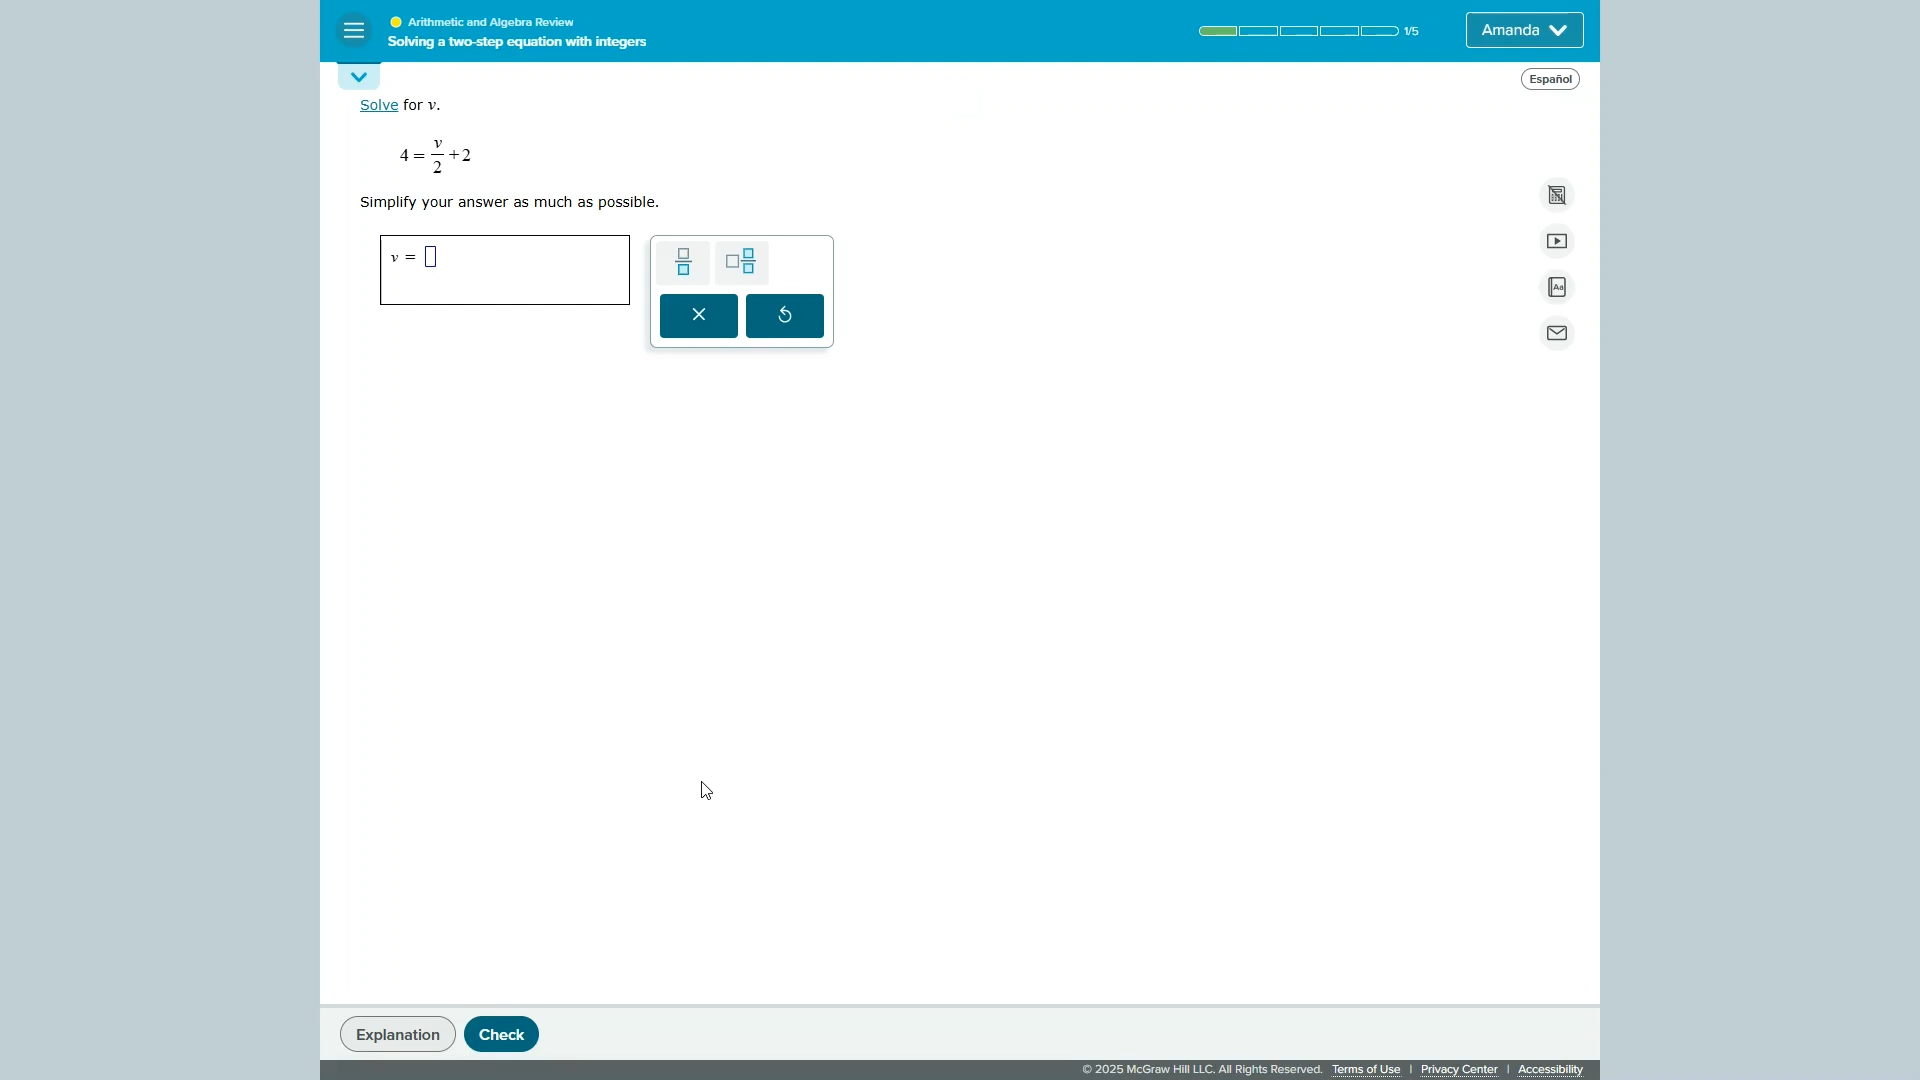 Arithmetic and Algebra Review
Solving a two-step equation with integers
1/5
Amanda
Español
Solve for v.
4 = v/2 + 2
Simplify your answer as much as possible.
v =
Aa
Explanation
Check
© 2025 McGraw Hill LLC. All Rights Reserved. Terms of Use | Privacy Center | Accessibility